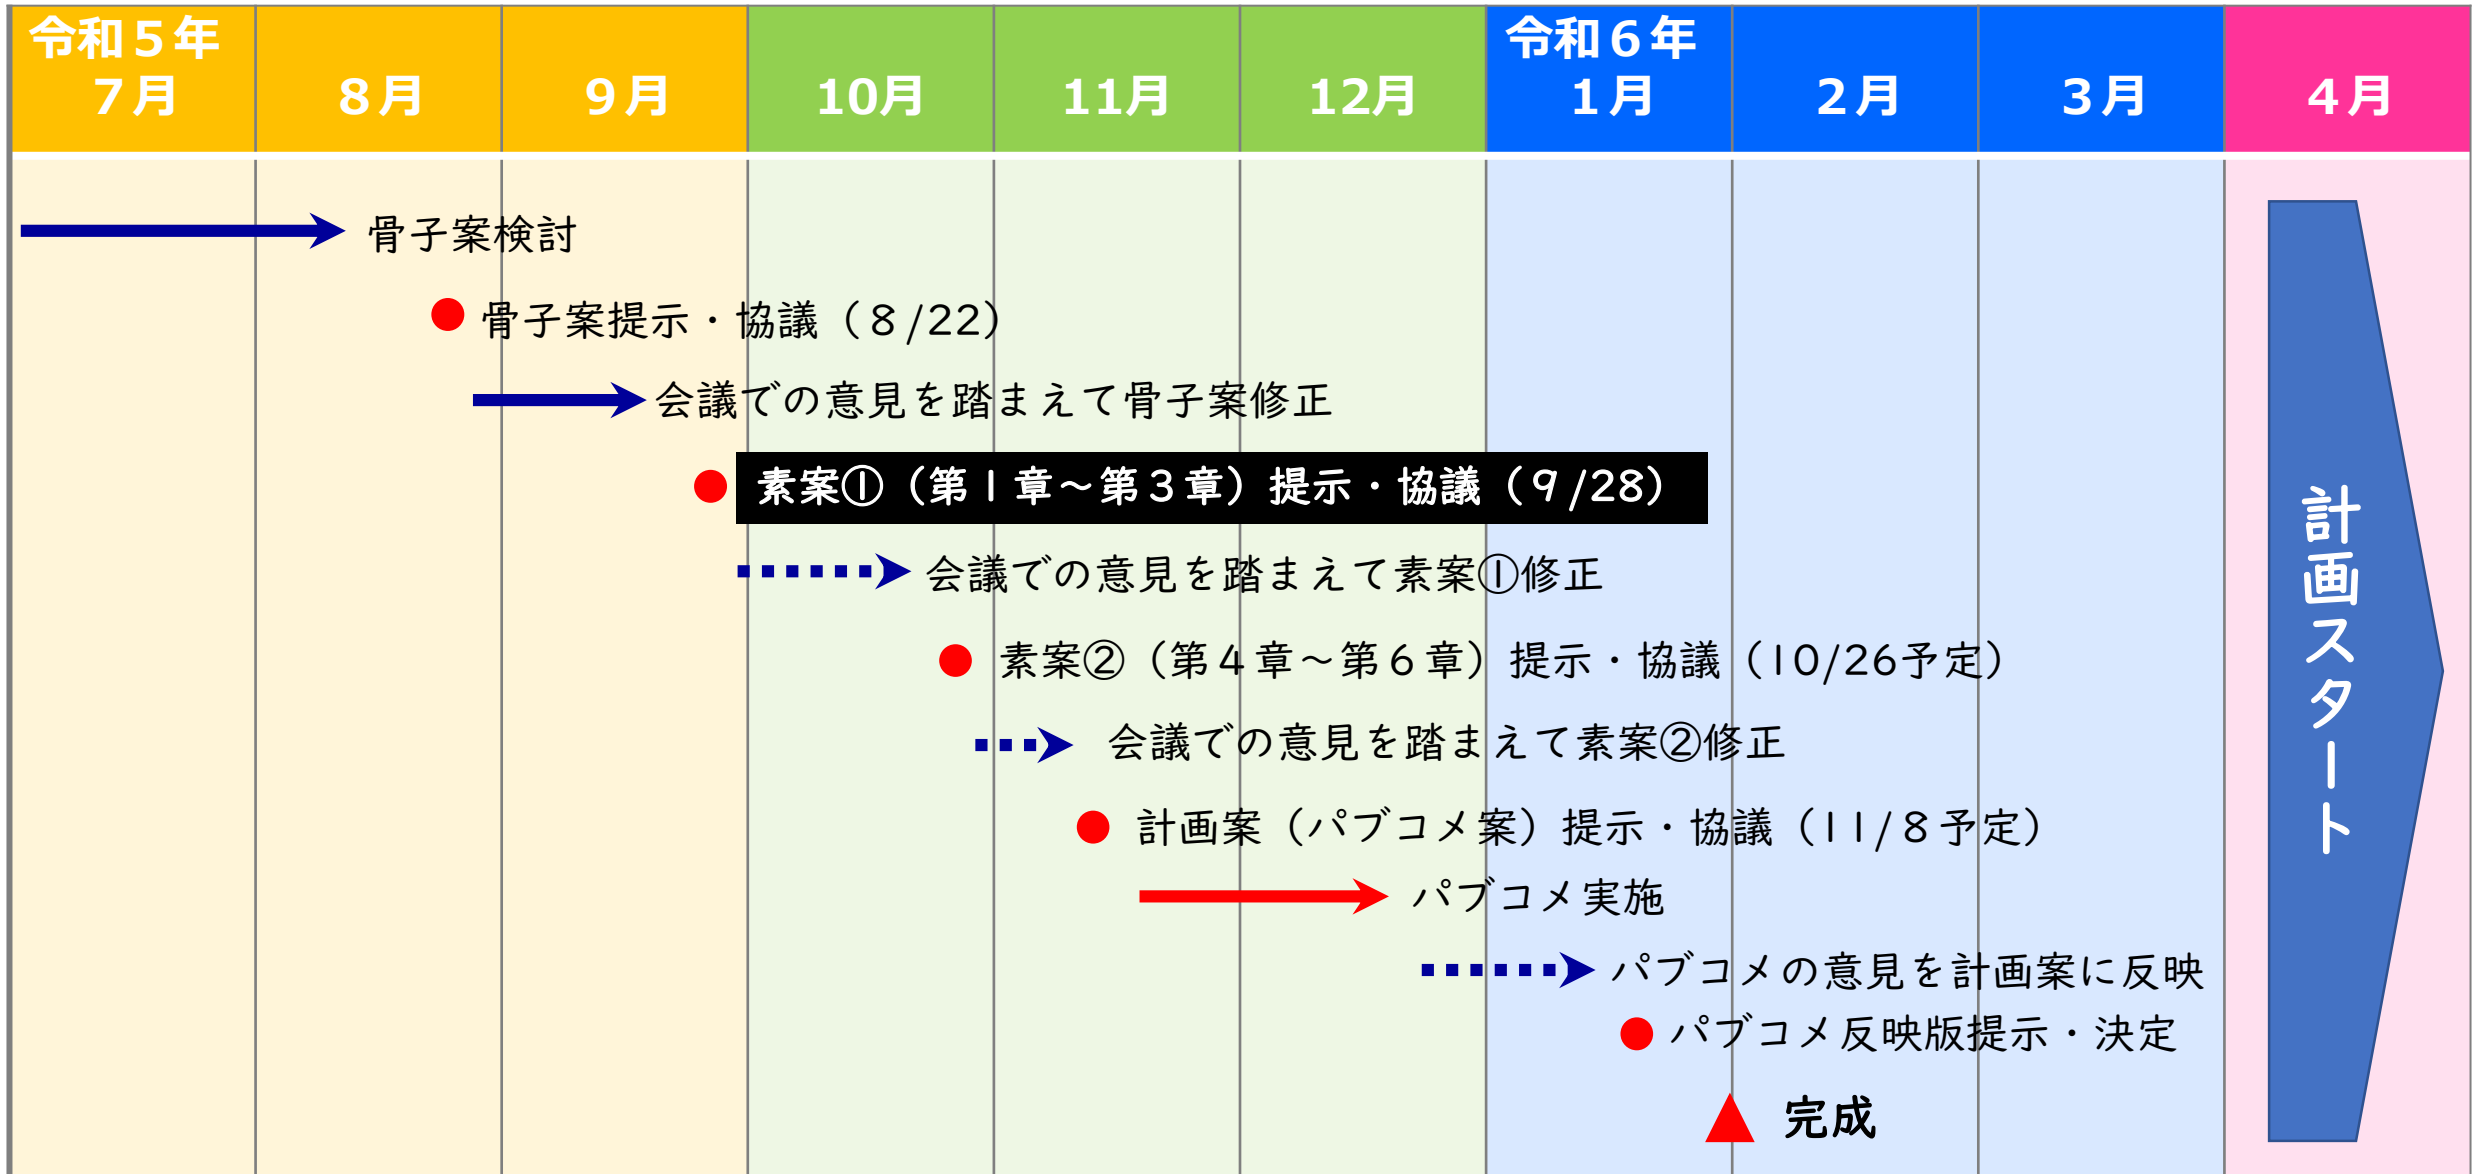 令和５年
７月
８月
９月
10月
11月
12月
令和６年
１月
２月
３月
４月
骨子案検討
骨子案提示・協議（８/22）
会議での意見を踏まえて骨子案修正
素案①（第１章～第３章）提示・協議（９/28）
会議での意見を踏まえて素案①修正
素案②（第４章～第６章）提示・協議（10/26予定）
会議での意見を踏まえて素案②修正
計画案（パブコメ案）提示・協議（11/８予定）
パブコメ実施
パブコメの意見を計画案に反映
パブコメ反映版提示・決定
完成
計画スタート